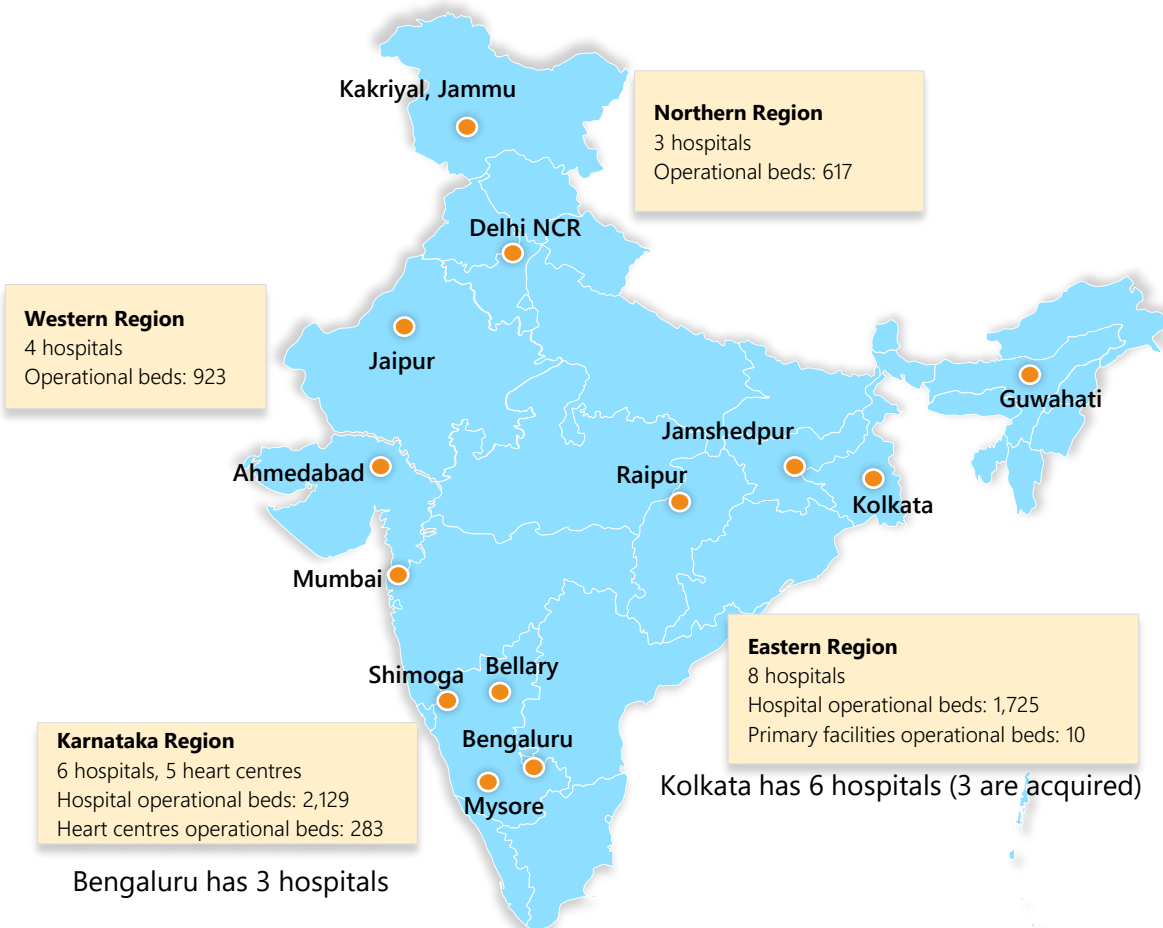 Kakriyal, Jammu
Northern Region
3 hospitals
Operational beds: 617
Delhi NCR
Western Region
4 hospitals
Operational beds: 923
Jaipur
Guwahati
Jamshedpur
Ahmedabad
Raipur
Kolkata
Mumbai
Eastern Region
8 hospitals
Hospital operational beds: 1,725
Primary facilities operational beds: 10
Shimoga
Bellary
Karnataka Region
6 hospitals, 5 heart centres
Hospital operational beds: 2,129
Heart centres operational beds: 283
Bengaluru
Mysore
Kolkata has 6 hospitals (3 are acquired)
Bengaluru has 3 hospitals